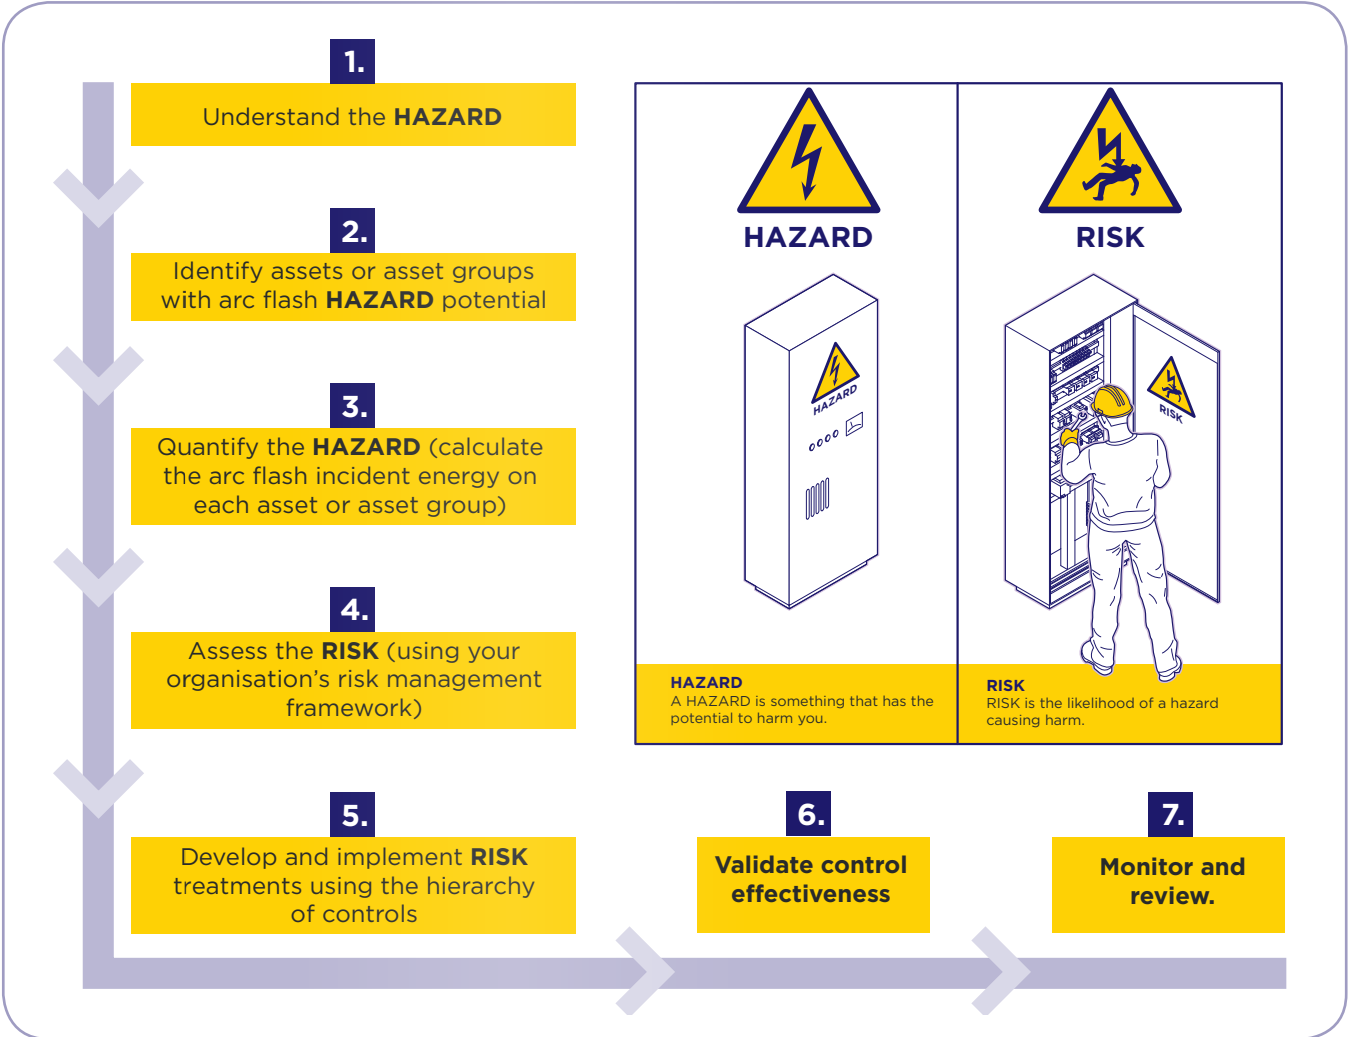 1.
Understand the HAZARD
2.
Identify assets or asset groups
with arc flash HAZARD potential
3.
Quantify the HAZARD (calculate
the arc flash incident energy on
each asset or asset group)
4.
Assess the RISK (using your
organisation's risk management
framework)
5.
Develop and implement RISK
treatments using the hierarchy
of controls
HAZARD
HAZARD
HAZARD
A HAZARD is something that has the
potential to harm you.
RISK
RISK
RISK
RISK is the likelihood of a hazard
causing harm.
6.
Validate control
effectiveness
7.
Monitor and
review.